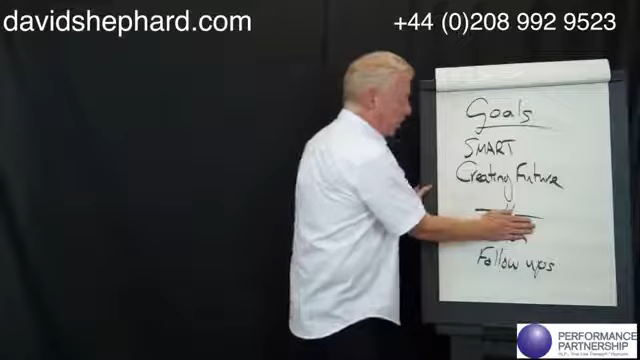 davidshephard.com
+44 (0)208 992 9523
Goals
SMART
Creating Future
Follow ups
PERFORMANCE
PARTNERSHIP